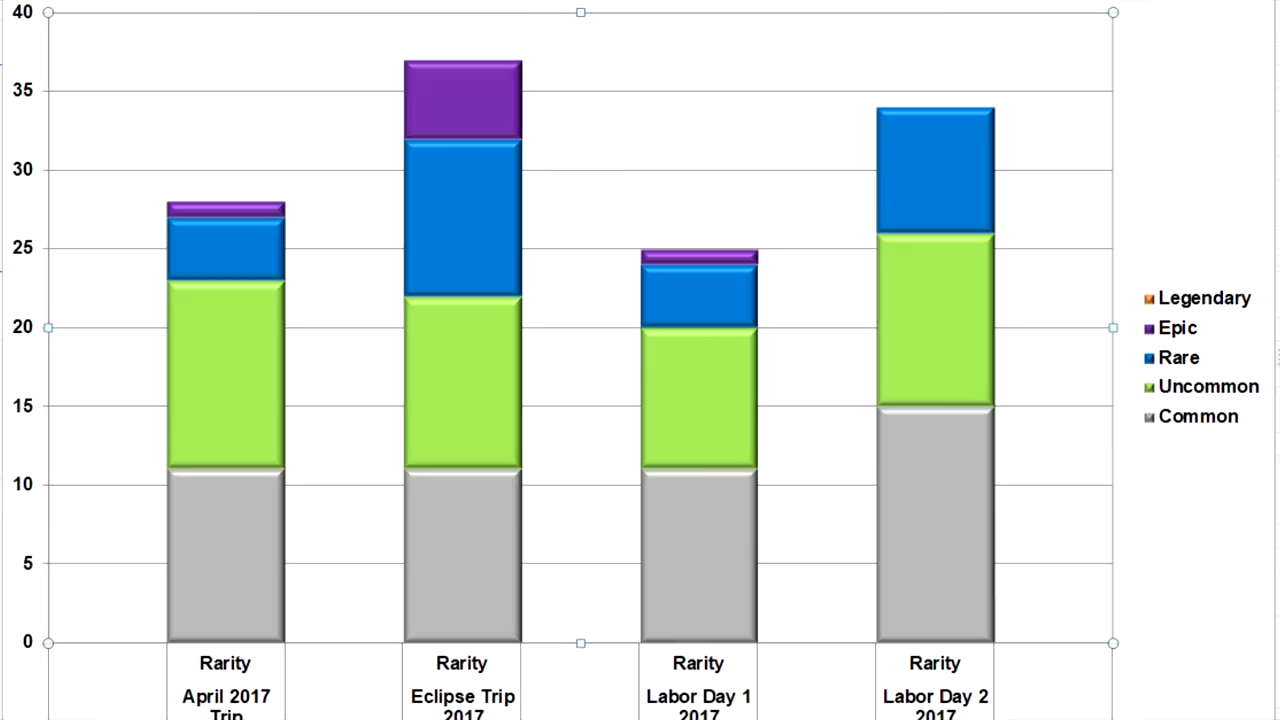 40
35
30
25
20
15
10
5
0
Rarity
April 2017
Trip
Rarity
Eclipse Trip
2017
Rarity
Labor Day 1
2017
Rarity
Labor Day 2
2017
Legendary
Epic
Rare
Uncommon
Common